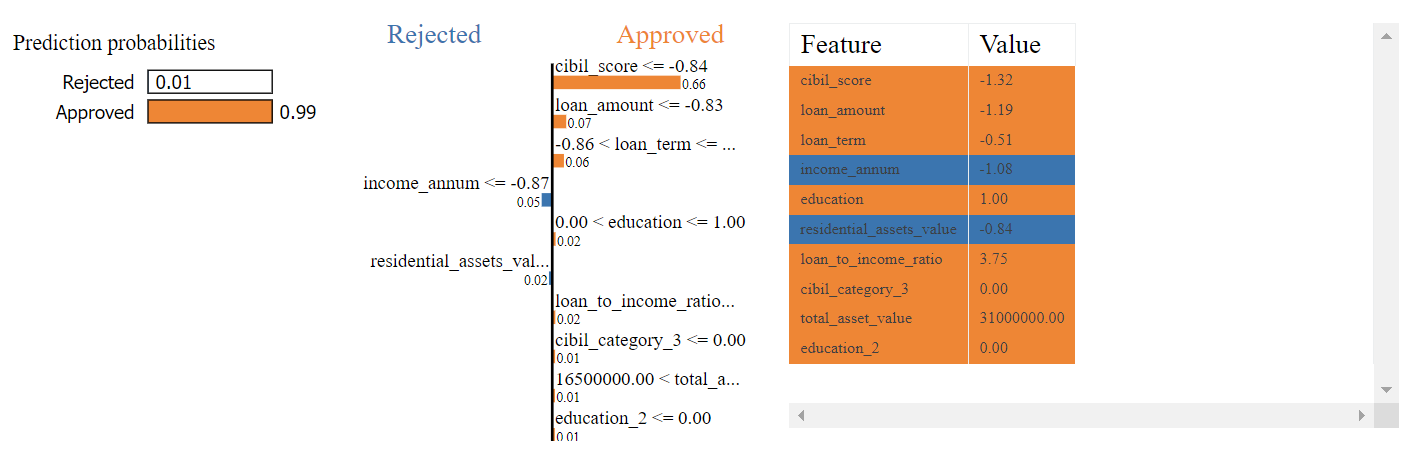 Prediction probabilities
Rejected 0.01
Approved 0.99
Rejected Approved
cibil_score <= -0.84
0.66
loan_amount <= -0.83
0.07
-0.86 < loan_term <= ...
0.06
income_annum <= -0.87
0.05
0.00 < education <= 1.00
0.02
residential_assets_val...
0.02
loan_to_income_ratio...
0.02
cibil_category_3 <= 0.00
0.01
16500000.00 < total_a...
0.01
education_2 <= 0.00
0.01
Feature Value
cibil_score -1.32
loan_amount -1.19
loan_term -0.51
income_annum -1.08
education 1.00
residential_assets_value -0.84
loan_to_income_ratio 3.75
cibil_category_3 0.00
total_asset_value 31000000.00
education_2 0.00